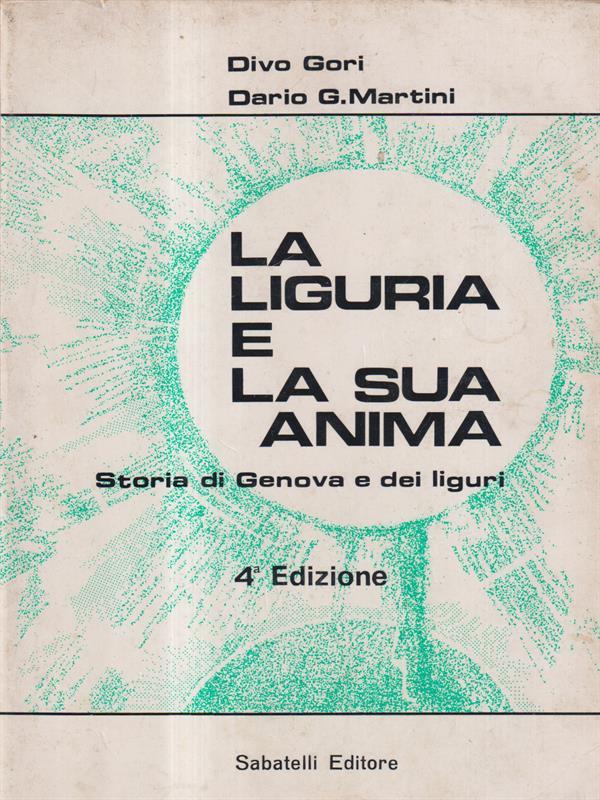 Divo Gori
Dario G.Martini
LA
LIGURIA
E
LA SUA
ANIMA
Storia di Genova e dei liguri
4ª Edizione
Sabatelli Editore